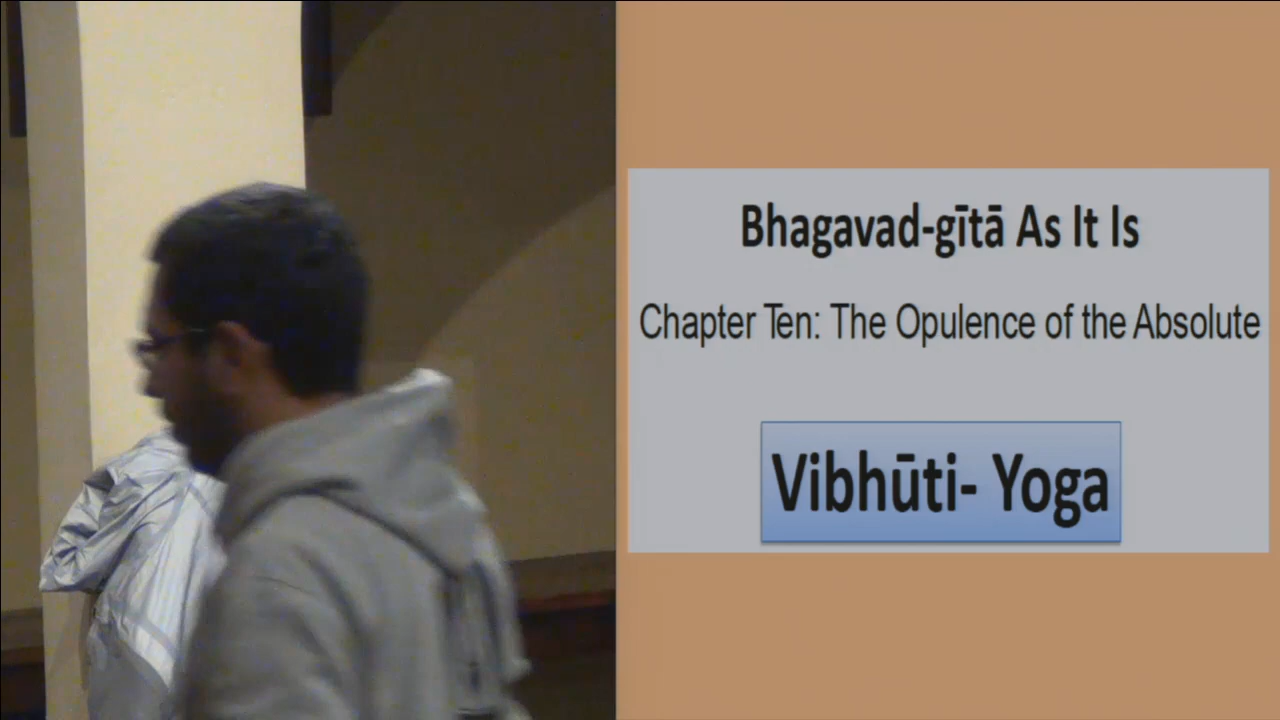 Bhagavad-gītā As It Is
Chapter Ten: The Opulence of the Absolute
Vibhūti- Yoga